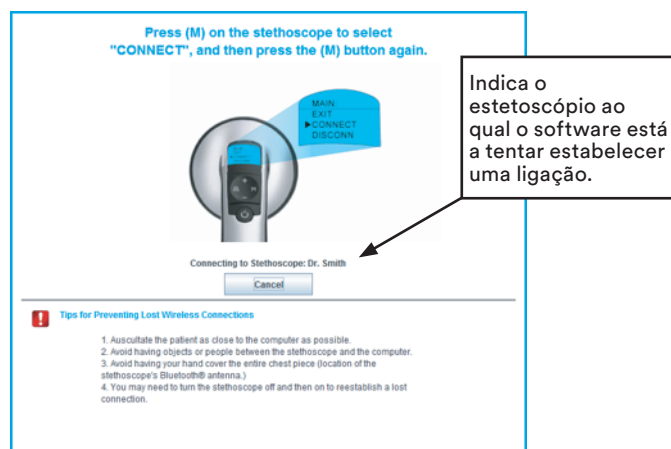 Press (M) on the stethoscope to select
"CONNECT", and then press the (M) button again.
MAIN
EXIT
▶CONNECT
DISCONN
Indica o
estetoscópio ao
qual o software está
a tentar estabelecer
uma ligação.
M
Connecting to Stethoscope: Dr. Smith
Cancel
Tips for Preventing Lost Wireless Connections
1. Auscultate the patient as close to the computer as possible.
2. Avoid having objects or people between the stethoscope and the computer.
3. Avoid having your hand cover the entire chest piece (location of the
stethoscope's Bluetooth® antenna.)
4. You may need to turn the stethoscope off and then on to reestablish a lost
connection.